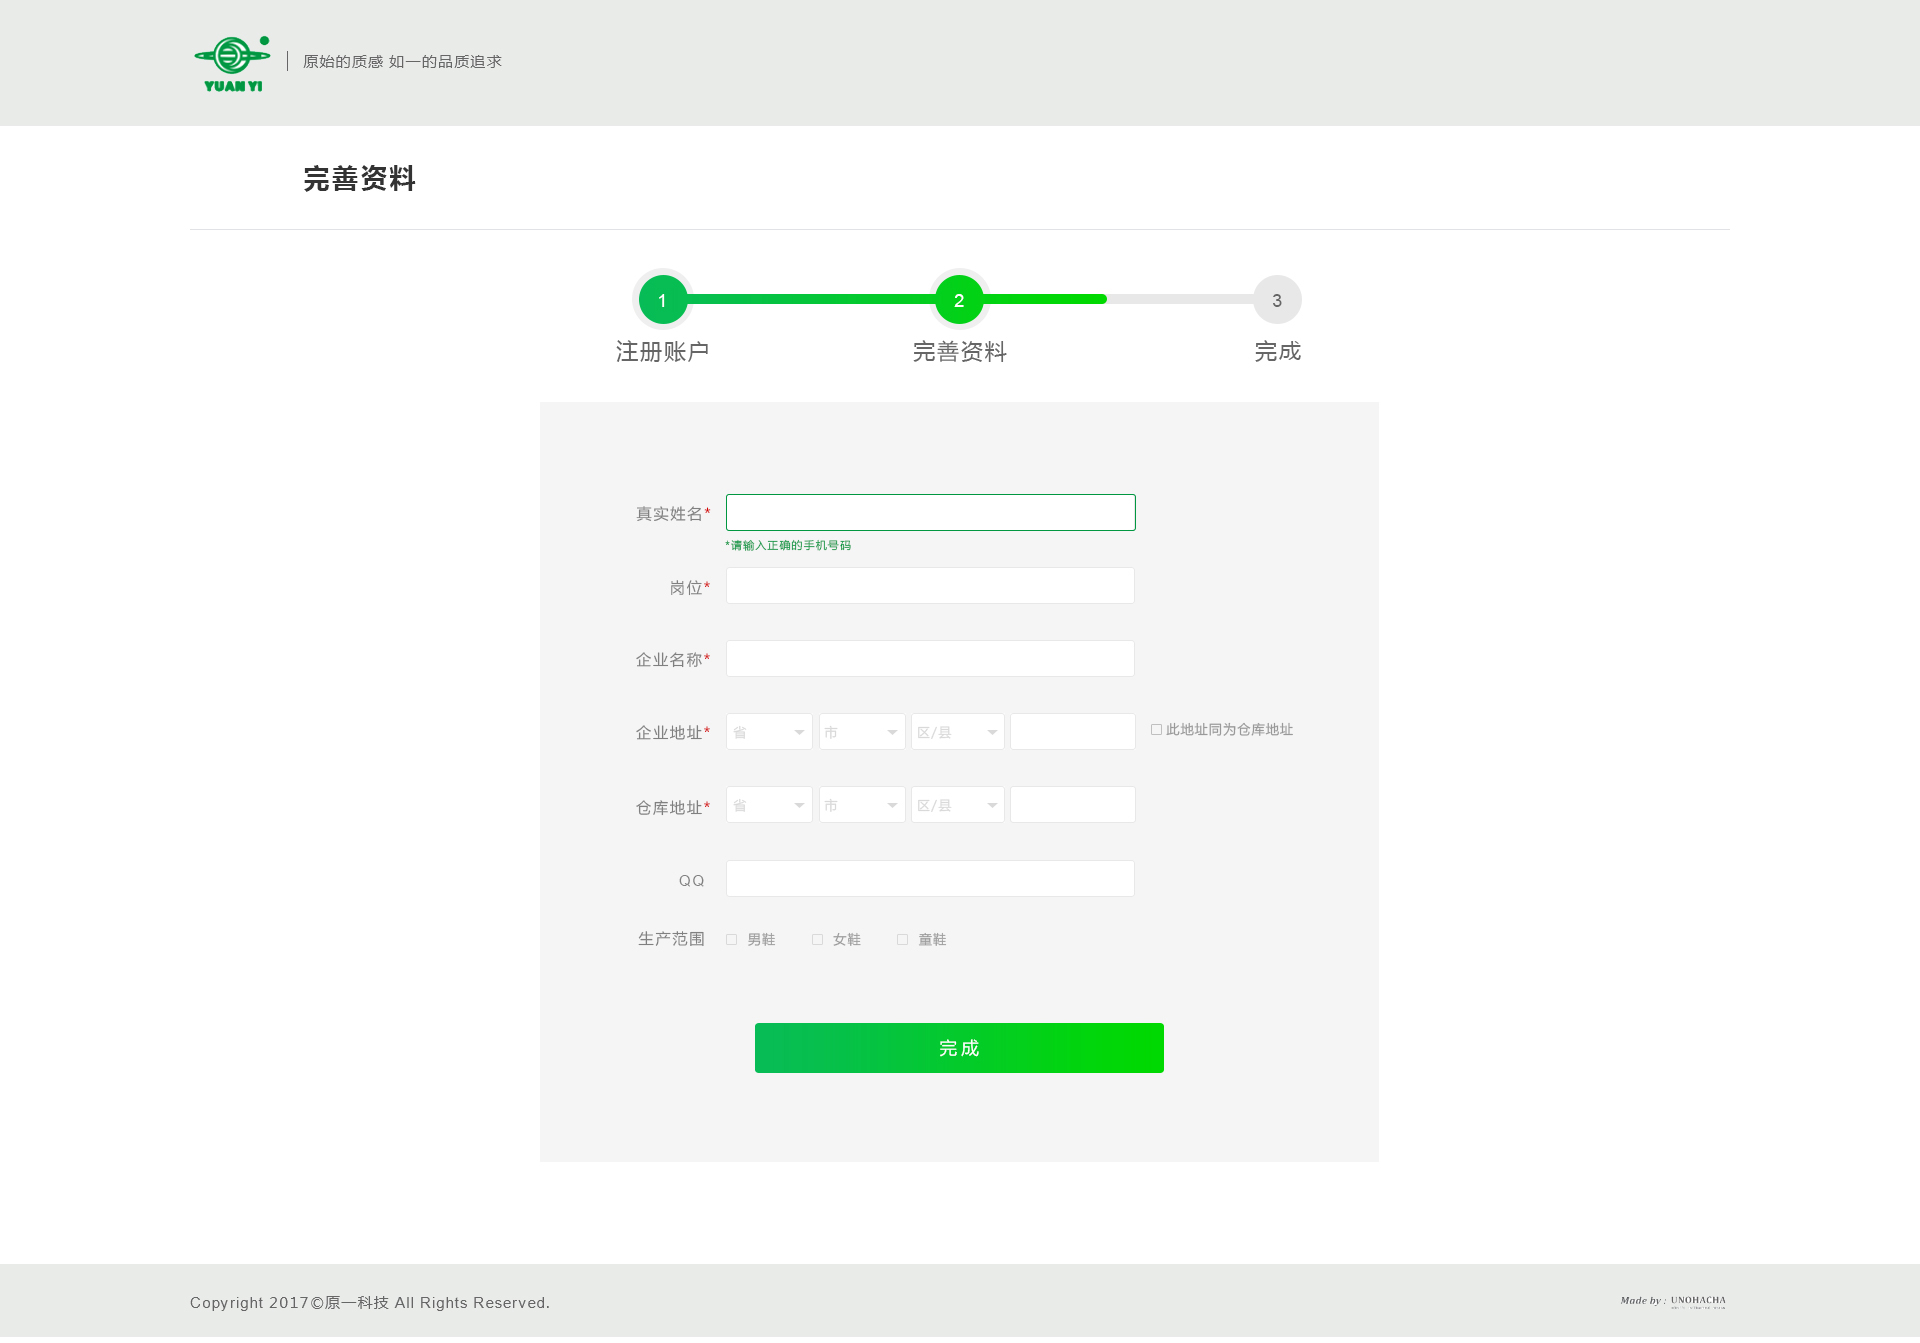 YUAN YI
原始的质感 如一的品质追求
完善资料
1 2 3
注册账户 完善资料 完成
真实姓名*
*请输入正确的手机号码
岗位*
企业名称*
企业地址* 省 市 区/县 此地址同为仓库地址
仓库地址* 省 市 区/县
QQ
生产范围 男鞋 女鞋 童鞋
完成
Copyright 2017©原一科技 All Rights Reserved.
Made by : UNOHACHA